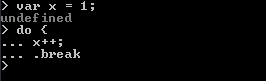 > var x = 1;
undefined
> do {
... x++;
... .break
>